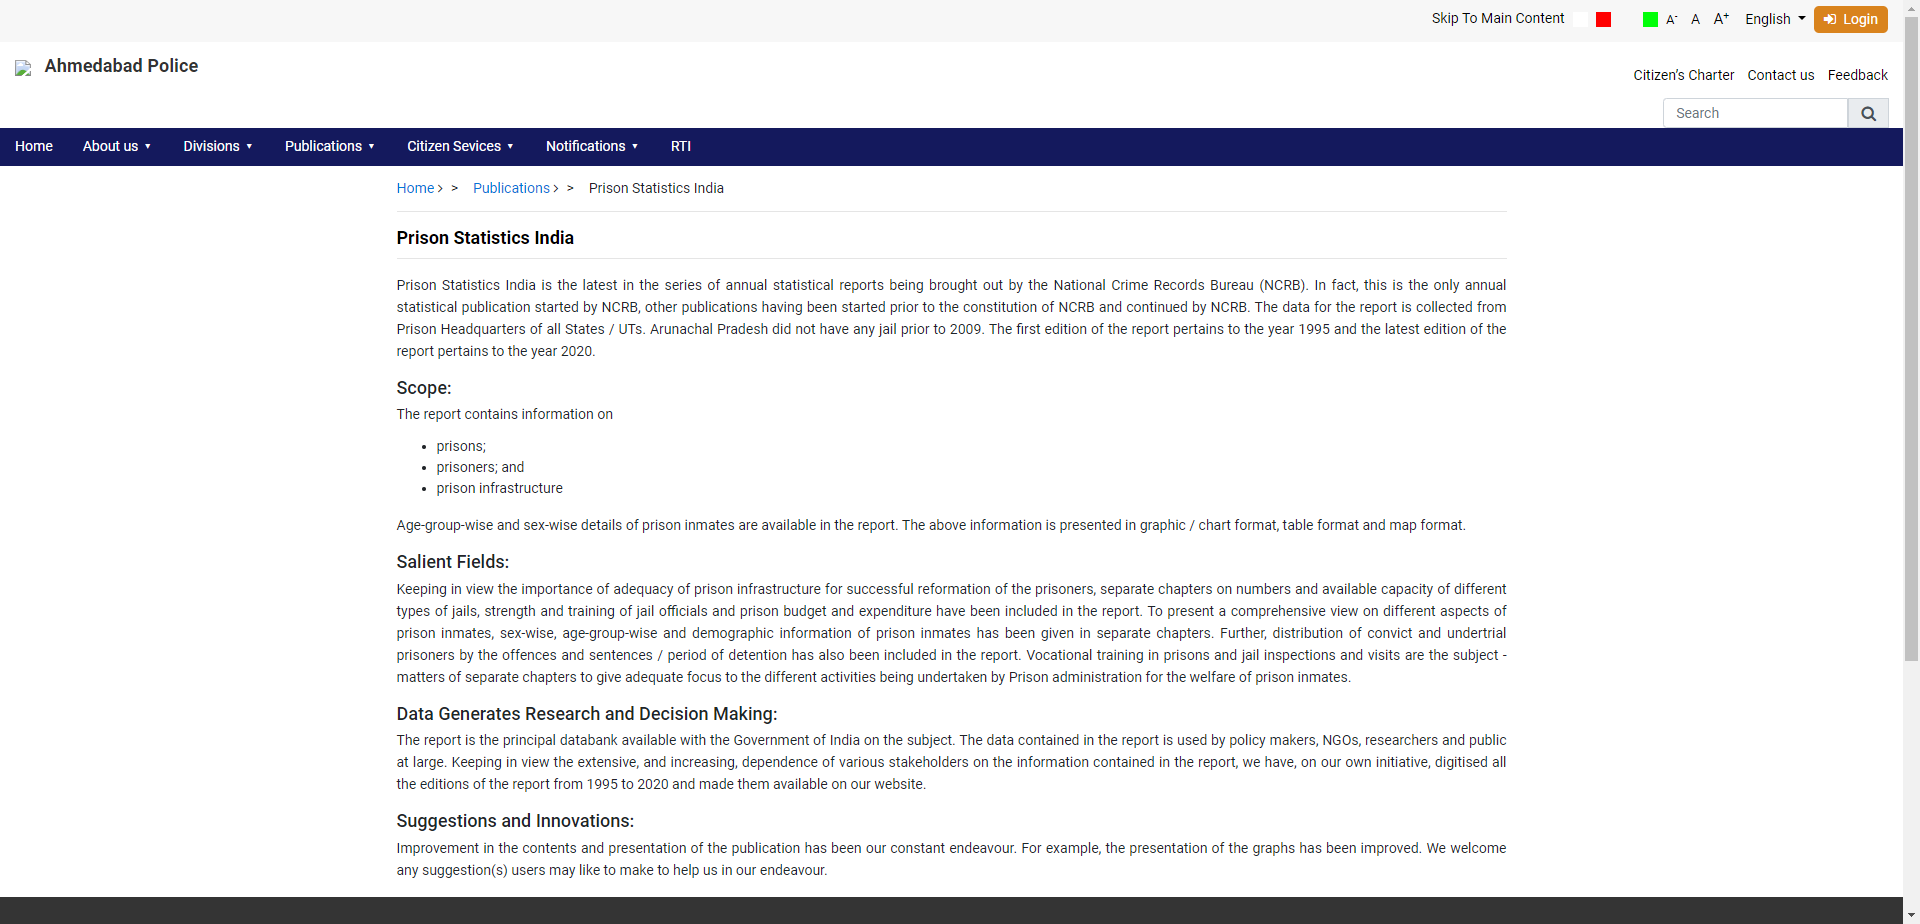 Skip To Main Content A- A A+ English Login
Ahmedabad Police
Citizen's Charter Contact us Feedback
Search
Home About us Divisions Publications Citizen Sevices Notifications RTI
Home > Publications > Prison Statistics India
Prison Statistics India
Prison Statistics India is the latest in the series of annual statistical reports being brought out by the National Crime Records Bureau (NCRB). In fact, this is the only annual
statistical publication started by NCRB, other publications having been started prior to the constitution of NCRB and continued by NCRB. The data for the report is collected from
Prison Headquarters of all States / UTs. Arunachal Pradesh did not have any jail prior to 2009. The first edition of the report pertains to the year 1995 and the latest edition of the
report pertains to the year 2020.
Scope:
The report contains information on
• prisons;
• prisoners; and
• prison infrastructure
Age-group-wise and sex-wise details of prison inmates are available in the report. The above information is presented in graphic / chart format, table format and map format.
Salient Fields:
Keeping in view the importance of adequacy of prison infrastructure for successful reformation of the prisoners, separate chapters on numbers and available capacity of different
types of jails, strength and training of jail officials and prison budget and expenditure have been included in the report. To present a comprehensive view on different aspects of
prison inmates, sex-wise, age-group-wise and demographic information of prison inmates has been given in separate chapters. Further, distribution of convict and undertrial
prisoners by the offences and sentences / period of detention has also been included in the report. Vocational training in prisons and jail inspections and visits are the subject -
matters of separate chapters to give adequate focus to the different activities being undertaken by Prison administration for the welfare of prison inmates.
Data Generates Research and Decision Making:
The report is the principal databank available with the Government of India on the subject. The data contained in the report is used by policy makers, NGOs, researchers and public
at large. Keeping in view the extensive, and increasing, dependence of various stakeholders on the information contained in the report, we have, on our own initiative, digitised all
the editions of the report from 1995 to 2020 and made them available on our website.
Suggestions and Innovations:
Improvement in the contents and presentation of the publication has been our constant endeavour. For example, the presentation of the graphs has been improved. We welcome
any suggestion(s) users may like to make to help us in our endeavour.